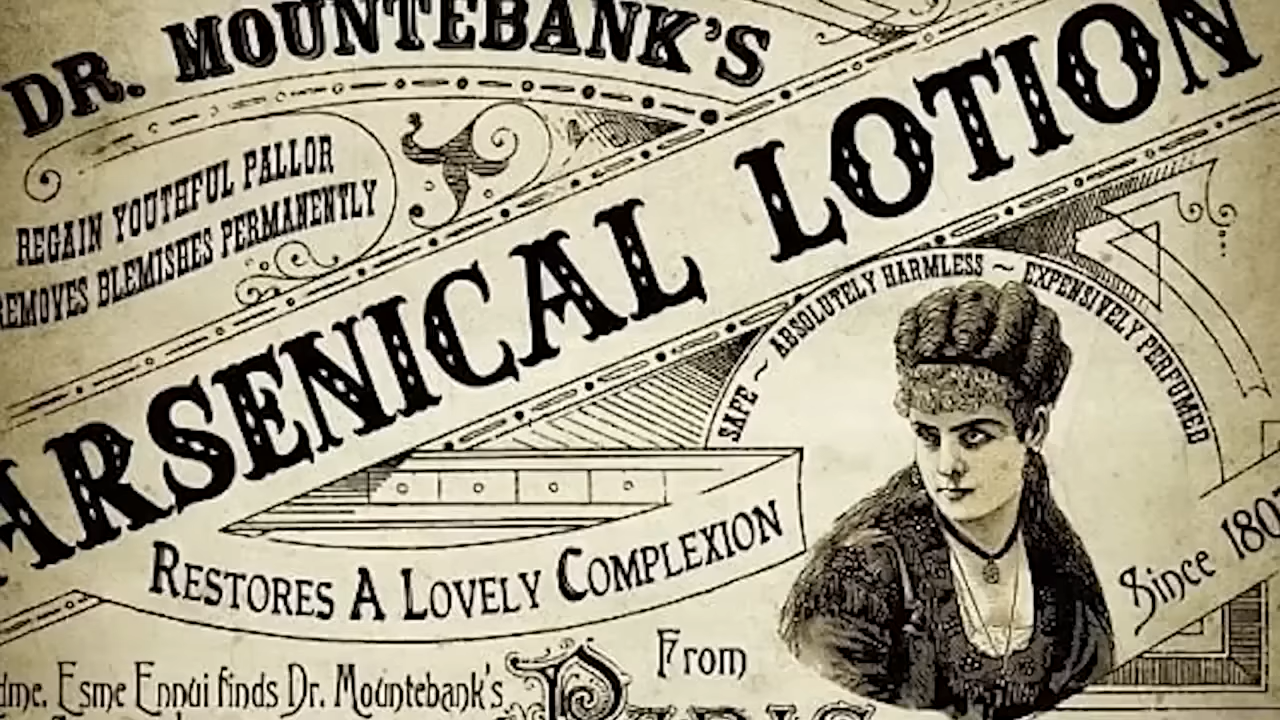 DR. MOUNTEBANK'S
REGAIN YOUTHFUL PALLOR
REMOVES BLEMISHES PERMANENTLY
ARSENICAL LOTION
SAFE ~ ABSOLUTELY HARMLESS ~ EXPENSIVELY PERFUMED
RESTORES A LOVELY COMPLEXION
Since
From
Esme Ennui finds Dr. Mountebank's